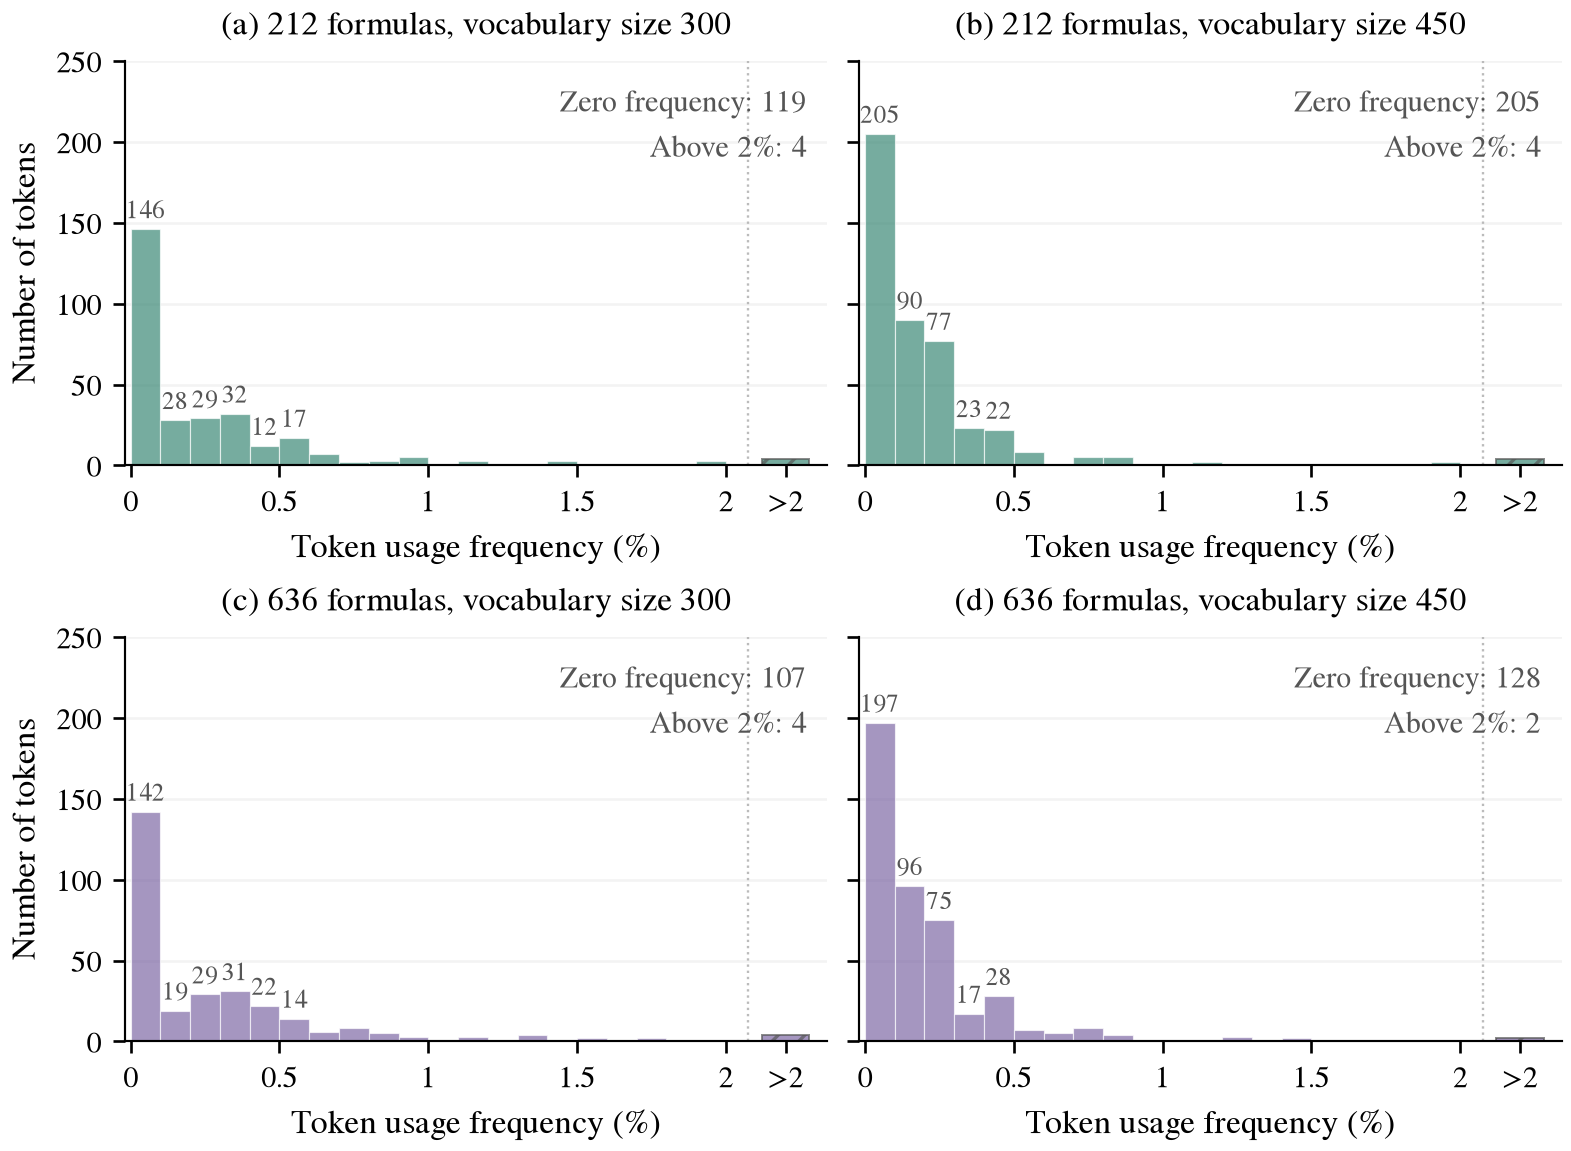 (a) 212 formulas, vocabulary size 300
250
200
150
100
50
0
Number of tokens
Zero frequency: 119
Above 2%: 4
146
28 29 32 12 17
0 0.5 1 1.5 2 >2
Token usage frequency (%)
(b) 212 formulas, vocabulary size 450
Zero frequency: 205
Above 2%: 4
205
90
77
23 22
0 0.5 1 1.5 2 >2
Token usage frequency (%)
(c) 636 formulas, vocabulary size 300
250
200
150
100
50
0
Number of tokens
Zero frequency: 107
Above 2%: 4
142
19 29 31 22 14
0 0.5 1 1.5 2 >2
Token usage frequency (%)
(d) 636 formulas, vocabulary size 450
Zero frequency: 128
Above 2%: 2
197
96
75
17 28
0 0.5 1 1.5 2 >2
Token usage frequency (%)